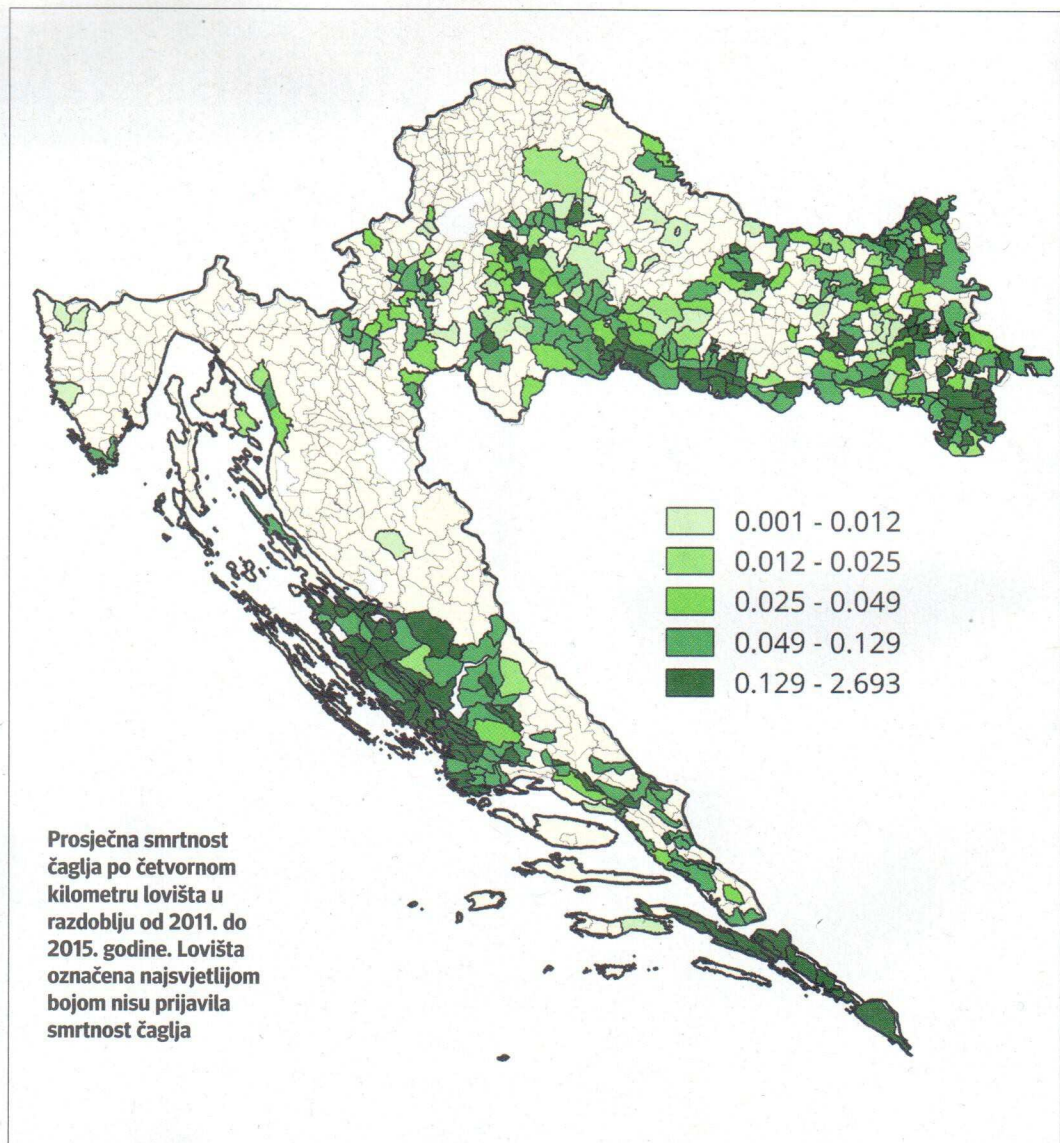 0.001 - 0.012
0.012 - 0.025
0.025 - 0.049
0.049 - 0.129
0.129 - 2.693
Prosječna smrtnost
čaglja po četvornom
kilometru lovišta u
razdoblju od 2011. do
2015. godine. Lovišta
označena najsvjetlijom
bojom nisu prijavila
smrtnost čaglja